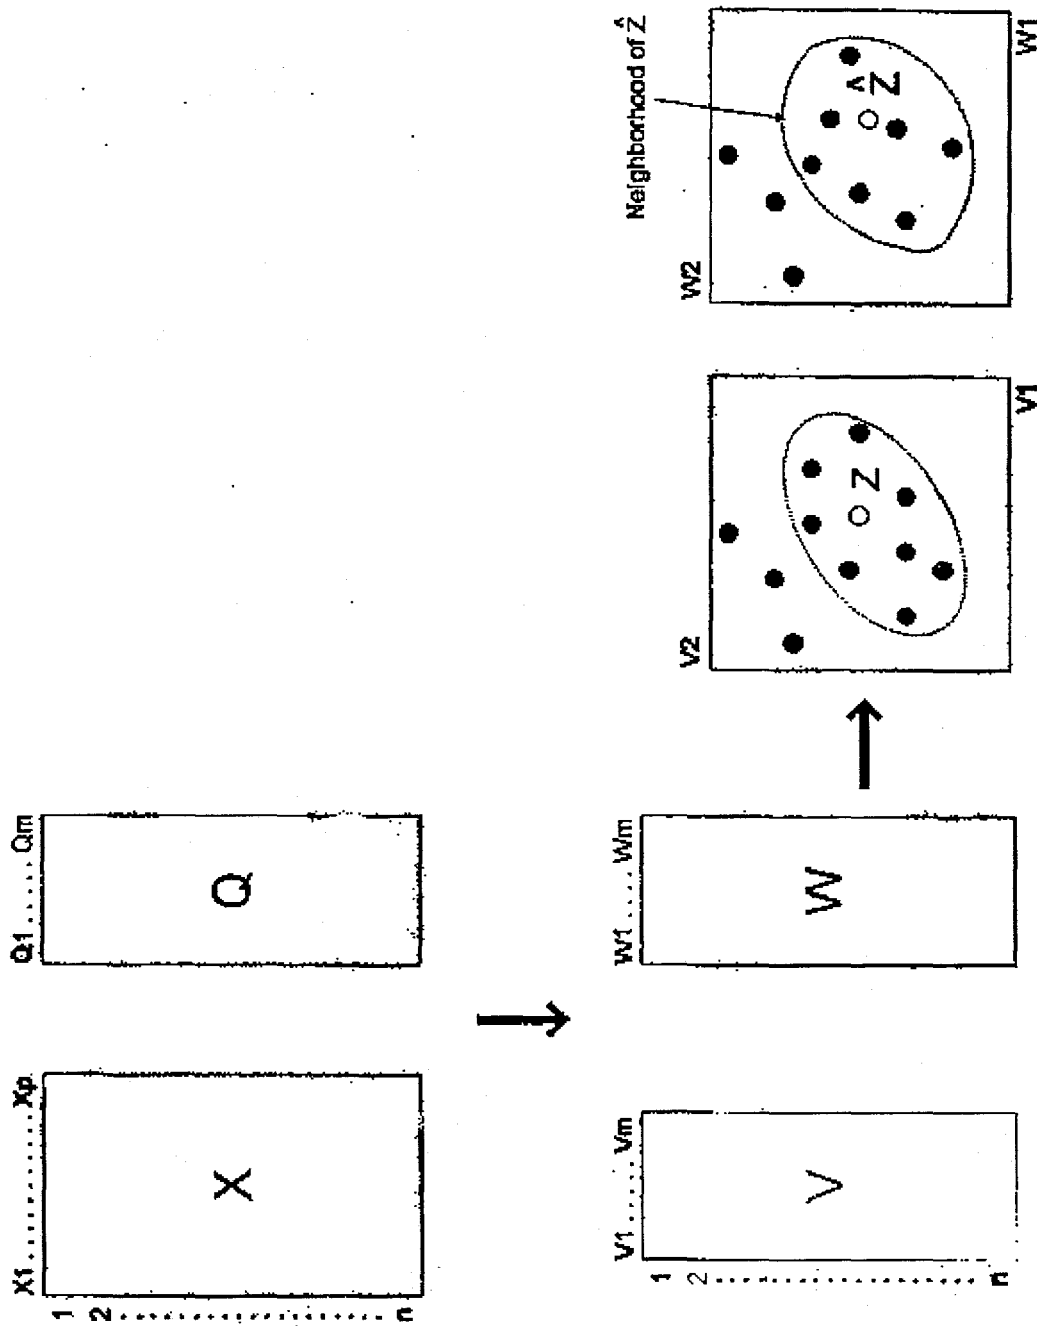 X1.................Xp
Q1.......Qm
1
2
n
X
Q
V1.........Vm
W1.....Wm
1
2
n
V
W
V2
Z
V1
W2
Neighborhood of Ẑ
Ẑ
W1